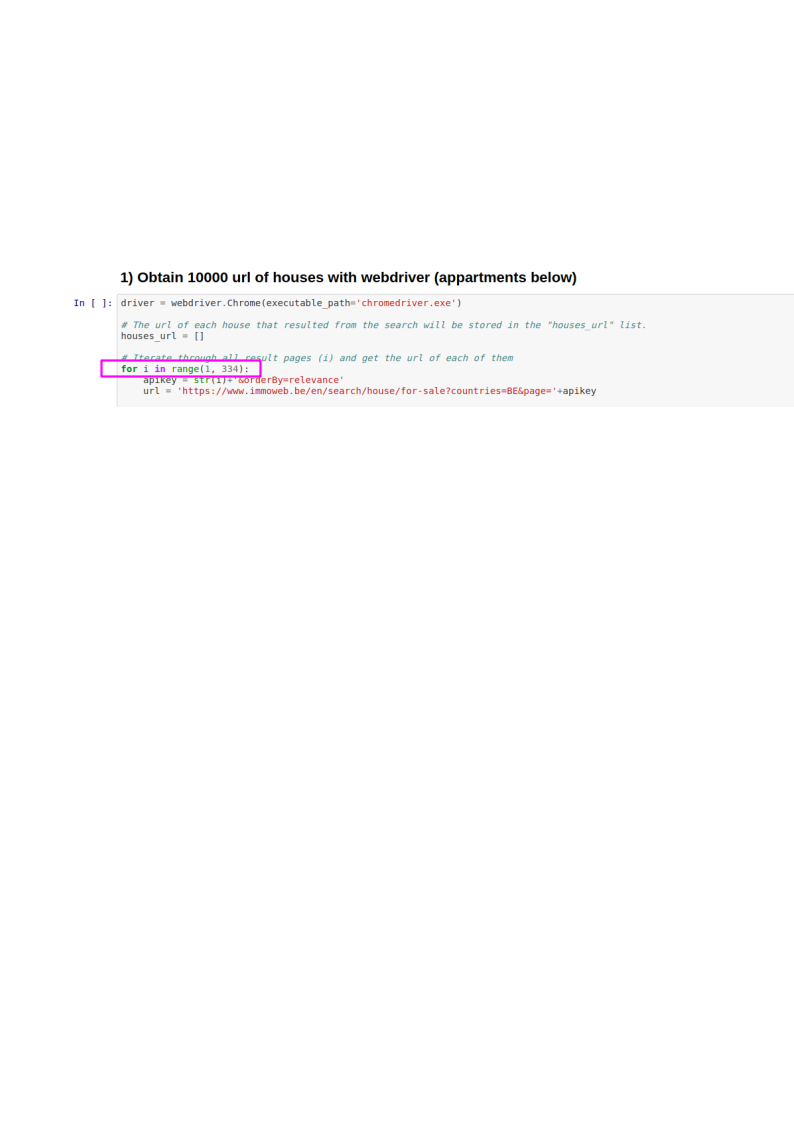 1) Obtain 10000 url of houses with webdriver (appartments below)
In [ ]: driver = webdriver.Chrome(executable_path='chromedriver.exe')
# The url of each house that resulted from the search will be stored in the "houses_url" list.
houses_url = []
# Iterate through all result pages (i) and get the url of each of them
for i in range(1, 334):
apikey = str(i)+'&orderBy=relevance'
url = 'https://www.immoweb.be/en/search/house/for-sale?countries=BE&page='+apikey